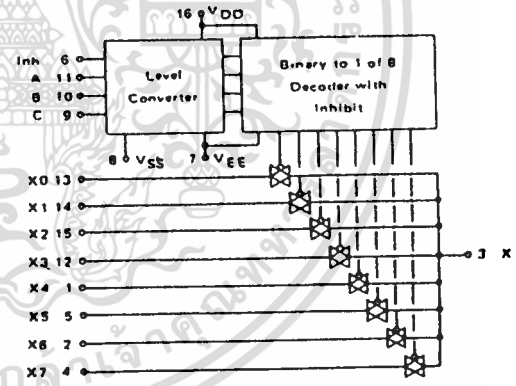 16 VDD
Inh 6
A 11
B 10
C 9
Level
Converter
Binary to 1 of 8
Decoder with
Inhibit
8 VSS
7 VEE
X0 13
X1 14
X2 15
X3 12
X4 1
X5 5
X6 2
X7 4
3 X